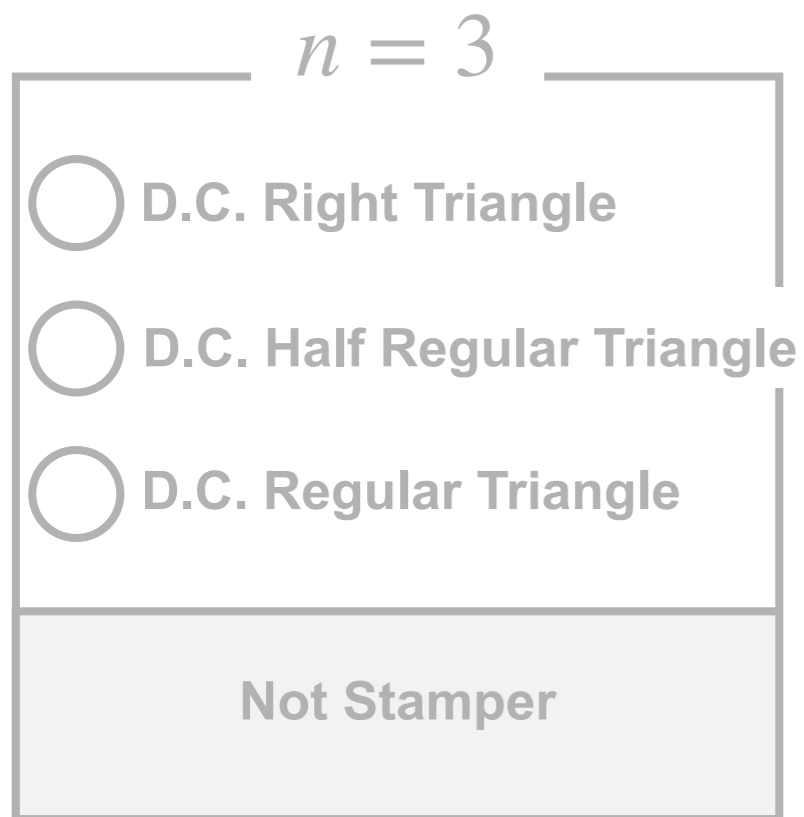 n = 3
D.C. Right Triangle
D.C. Half Regular Triangle
D.C. Regular Triangle
Not Stamper